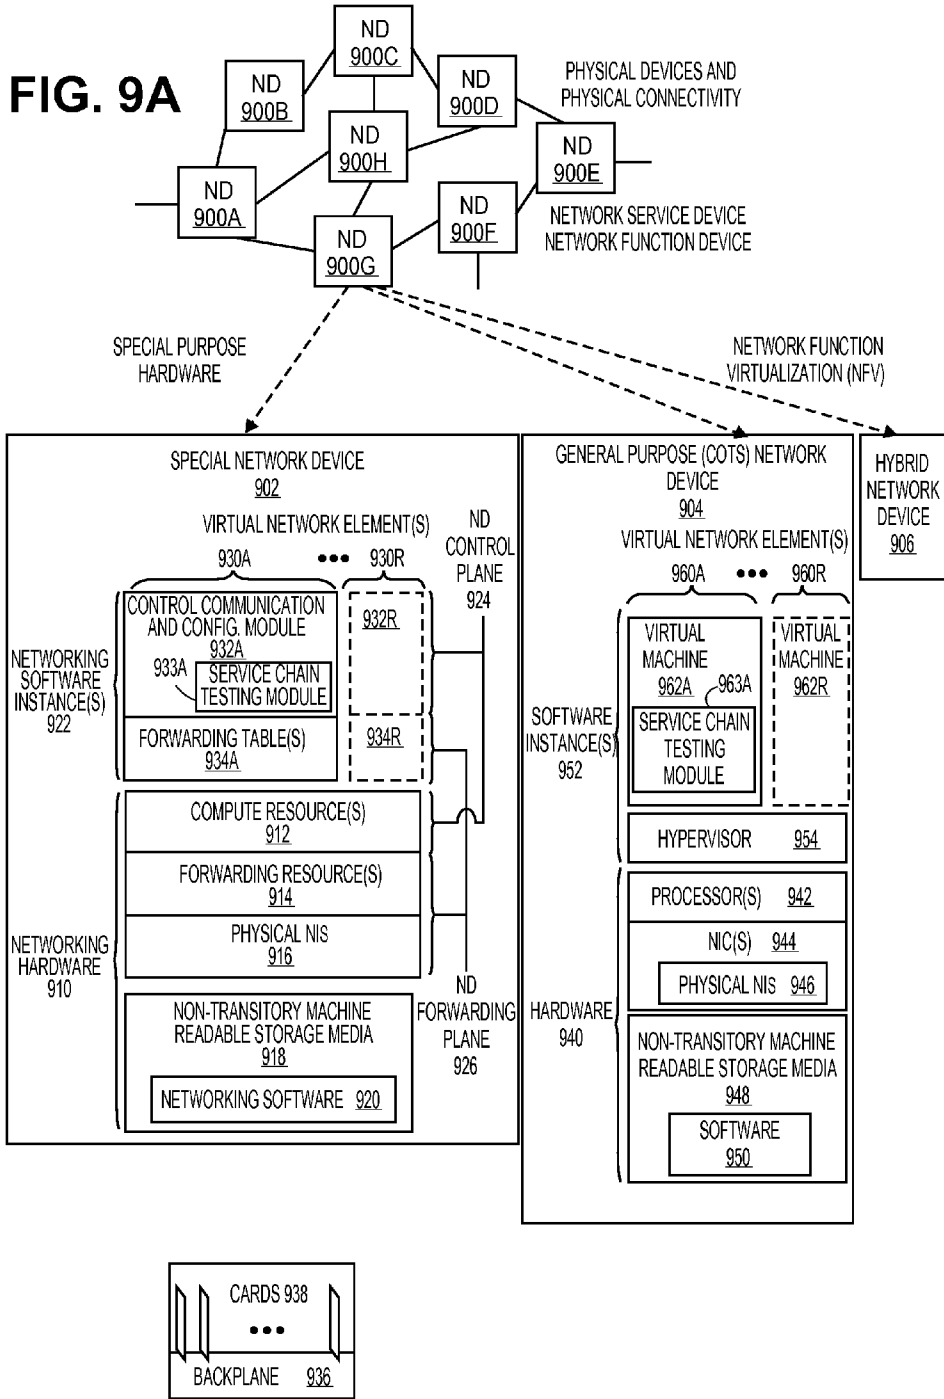 FIG. 9A
ND
900A
ND
900B
ND
900C
ND
900D
ND
900E
ND
900F
ND
900G
ND
900H
PHYSICAL DEVICES AND
PHYSICAL CONNECTIVITY
NETWORK SERVICE DEVICE
NETWORK FUNCTION DEVICE
SPECIAL PURPOSE
HARDWARE
NETWORK FUNCTION
VIRTUALIZATION (NFV)
SPECIAL NETWORK DEVICE
902
VIRTUAL NETWORK ELEMENT(S)
930A
•••
930R
ND
CONTROL
PLANE
924
NETWORKING
SOFTWARE
INSTANCE(S)
922
CONTROL COMMUNICATION
AND CONFIG. MODULE
932A
933A
SERVICE CHAIN
TESTING MODULE
932R
FORWARDING TABLE(S)
934A
934R
NETWORKING
HARDWARE
910
COMPUTE RESOURCE(S)
912
FORWARDING RESOURCE(S)
914
PHYSICAL NIS
916
ND
FORWARDING
PLANE
926
NON-TRANSITORY MACHINE
READABLE STORAGE MEDIA
918
NETWORKING SOFTWARE 920
GENERAL PURPOSE (COTS) NETWORK
DEVICE
904
VIRTUAL NETWORK ELEMENT(S)
960A
•••
960R
SOFTWARE
INSTANCE(S)
952
VIRTUAL
MACHINE
962A
963A
SERVICE CHAIN
TESTING
MODULE
VIRTUAL
MACHINE
962R
HYPERVISOR 954
HARDWARE
940
PROCESSOR(S) 942
NIC(S) 944
PHYSICAL NIS 946
NON-TRANSITORY MACHINE
READABLE STORAGE MEDIA
948
SOFTWARE
950
HYBRID
NETWORK
DEVICE
906
CARDS 938
•••
BACKPLANE 936